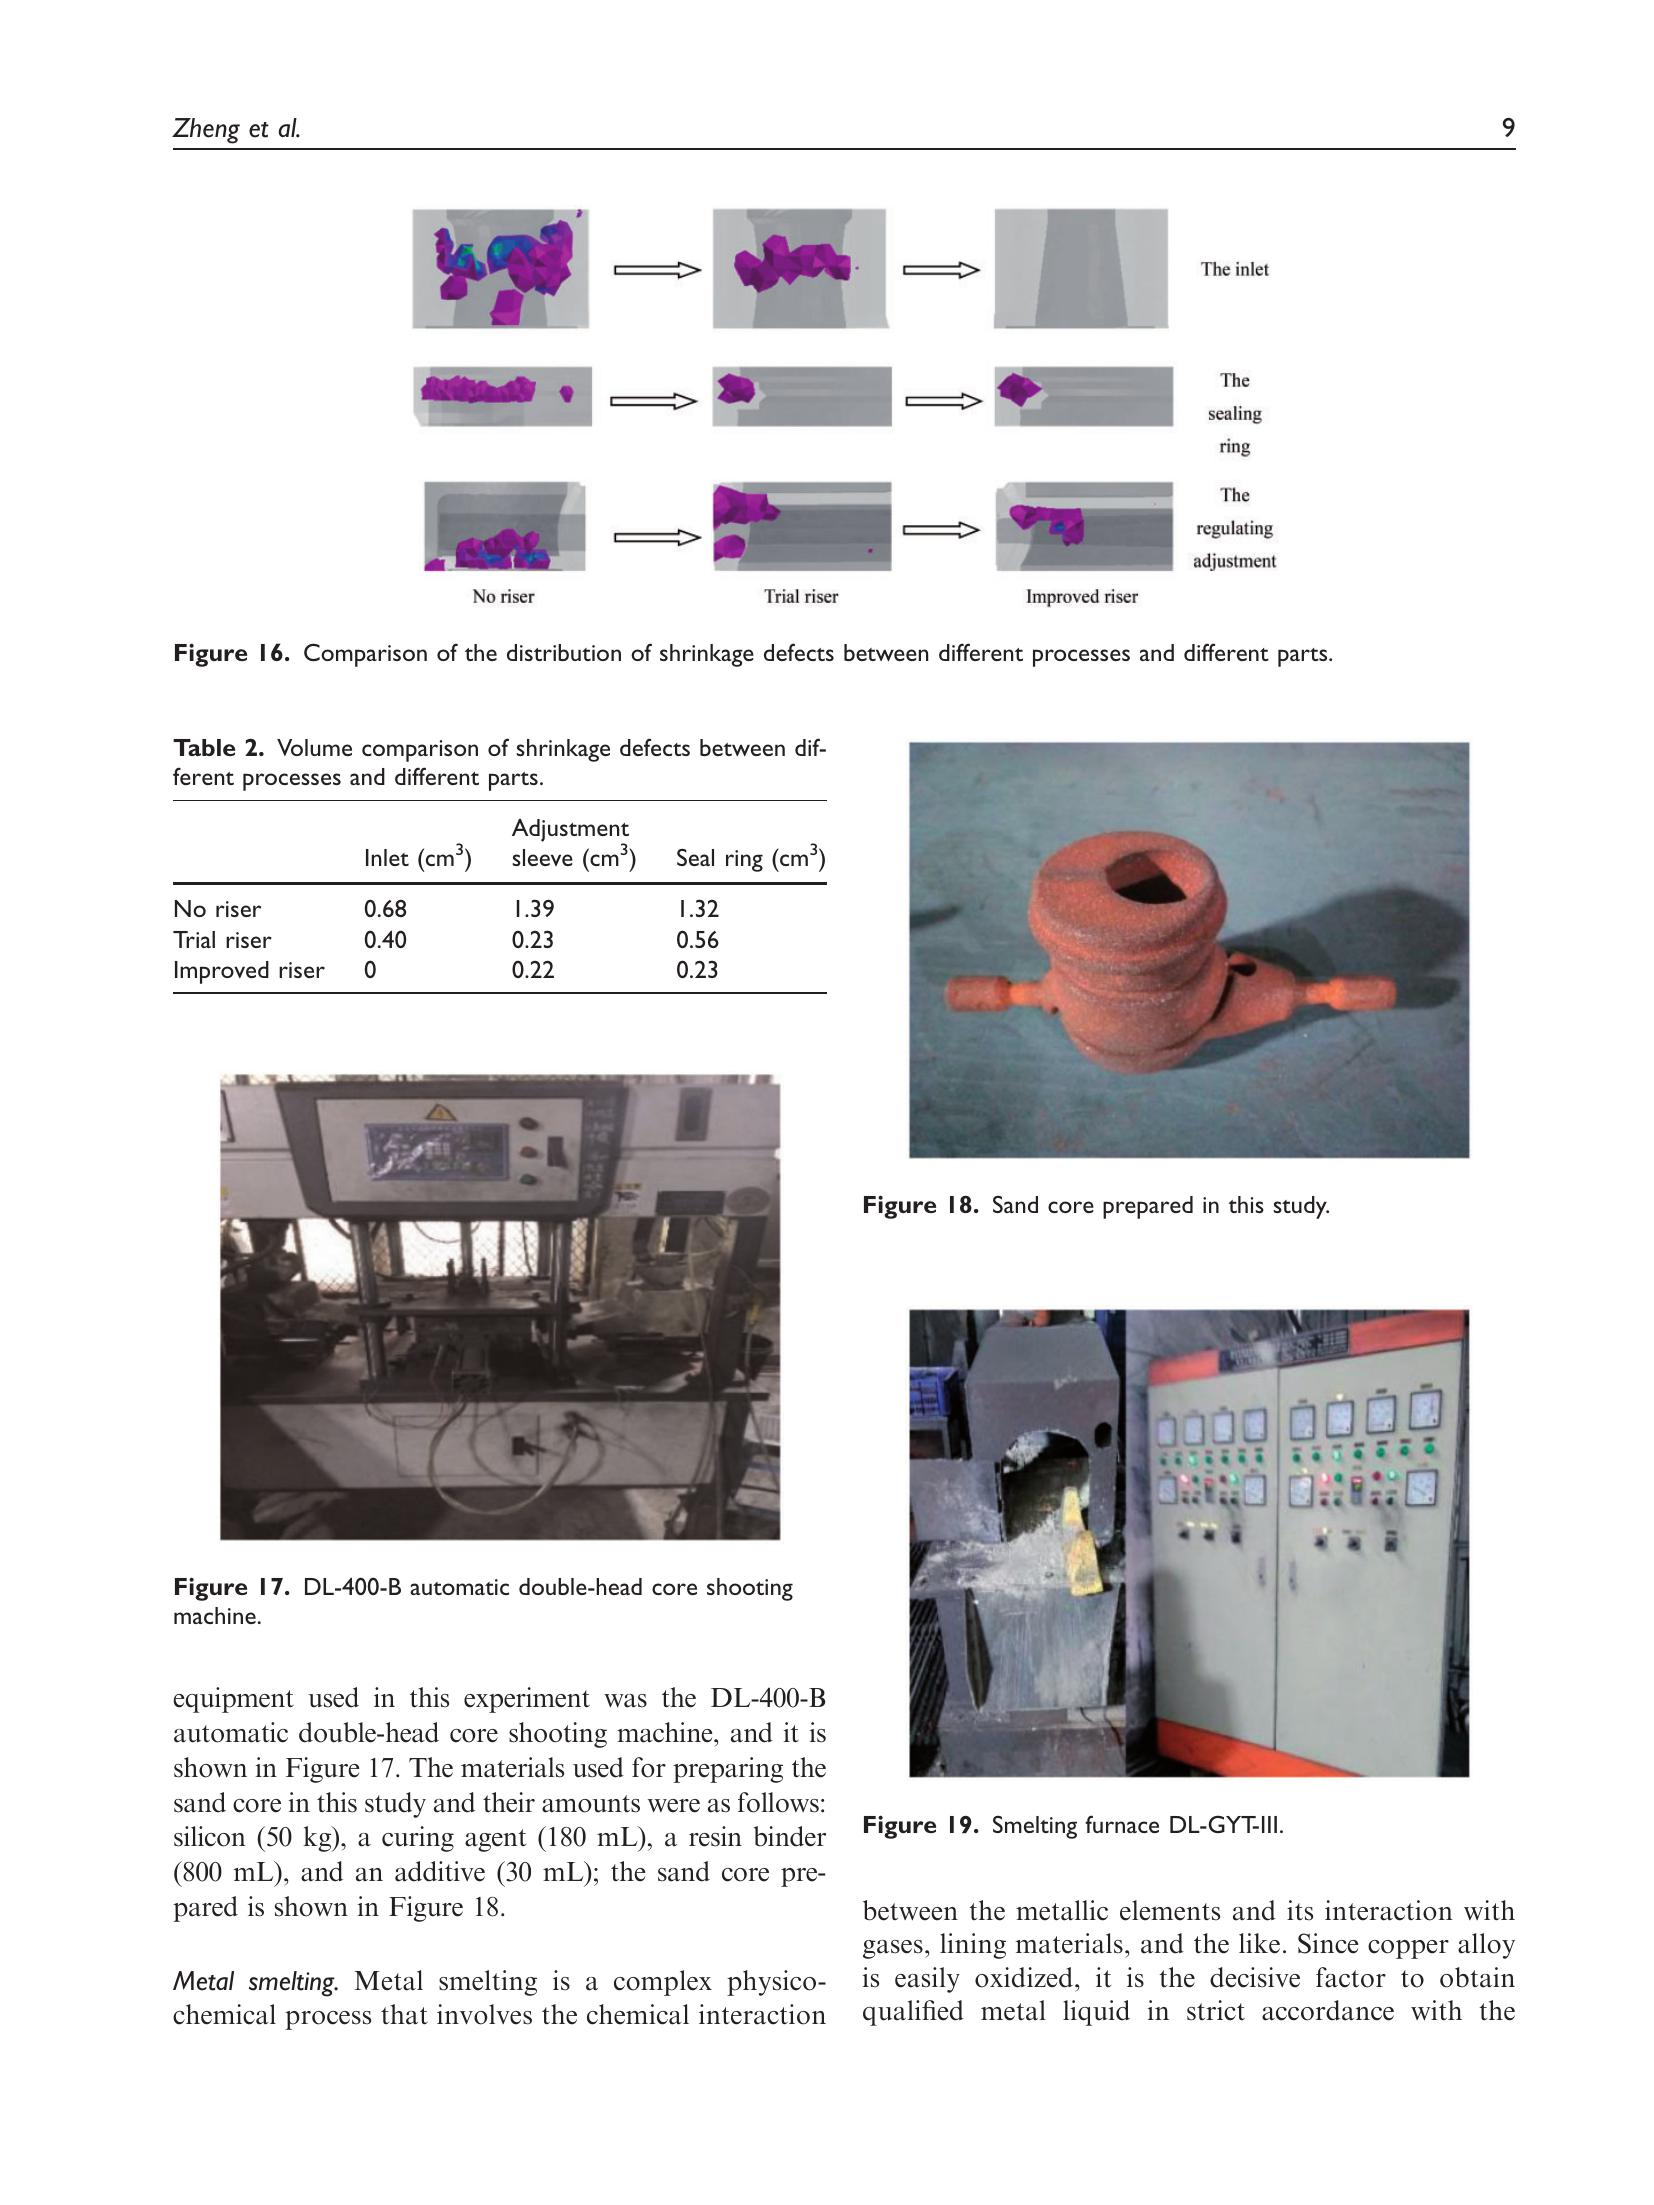 Zheng et al.
9
The inlet
The
sealing
ring
The
regulating
adjustment
No riser
Trial riser
Improved riser
Figure 16. Comparison of the distribution of shrinkage defects between different processes and different parts.
Table 2. Volume comparison of shrinkage defects between dif-
ferent processes and different parts.
Adjustment
Inlet (cm³) sleeve (cm³) Seal ring (cm³)
No riser 0.68 1.39 1.32
Trial riser 0.40 0.23 0.56
Improved riser 0 0.22 0.23
Figure 17. DL-400-B automatic double-head core shooting
machine.
equipment used in this experiment was the DL-400-B
automatic double-head core shooting machine, and it is
shown in Figure 17. The materials used for preparing the
sand core in this study and their amounts were as follows:
silicon (50 kg), a curing agent (180 mL), a resin binder
(800 mL), and an additive (30 mL); the sand core pre-
pared is shown in Figure 18.
Metal smelting. Metal smelting is a complex physico-
chemical process that involves the chemical interaction
Figure 18. Sand core prepared in this study.
Figure 19. Smelting furnace DL-GYT-III.
between the metallic elements and its interaction with
gases, lining materials, and the like. Since copper alloy
is easily oxidized, it is the decisive factor to obtain
qualified metal liquid in strict accordance with the